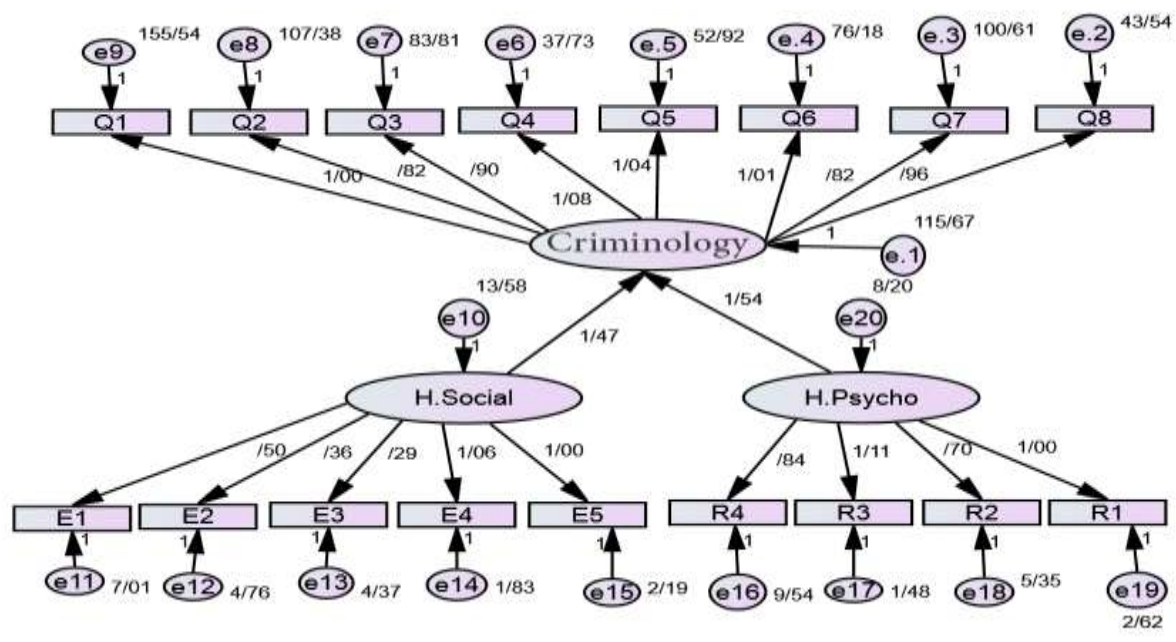 e9 155/54 e8 107/38 e7 83/81 e6 37/73 e.5 52/92 e.4 76/18 e.3 100/61 e.2 43/54
1 1 1 1 1 1 1 1
Q1 Q2 Q3 Q4 Q5 Q6 Q7 Q8
1/00 /82 /90 1/08 1/04 1/01 /82 /96
Criminology 1 115/67
e.1
13/58 8/20
e10 1/47 1/54 e20
1 1
H.Social H.Psycho
/50 /36 /29 1/06 1/00 /84 1/11 /70 1/00
E1 E2 E3 E4 E5 R4 R3 R2 R1
1 1 1 1 1 1 1 1 1
e11 7/01 e12 4/76 e13 4/37 e14 1/83 e15 2/19 e16 9/54 e17 1/48 e18 5/35 e19
2/62